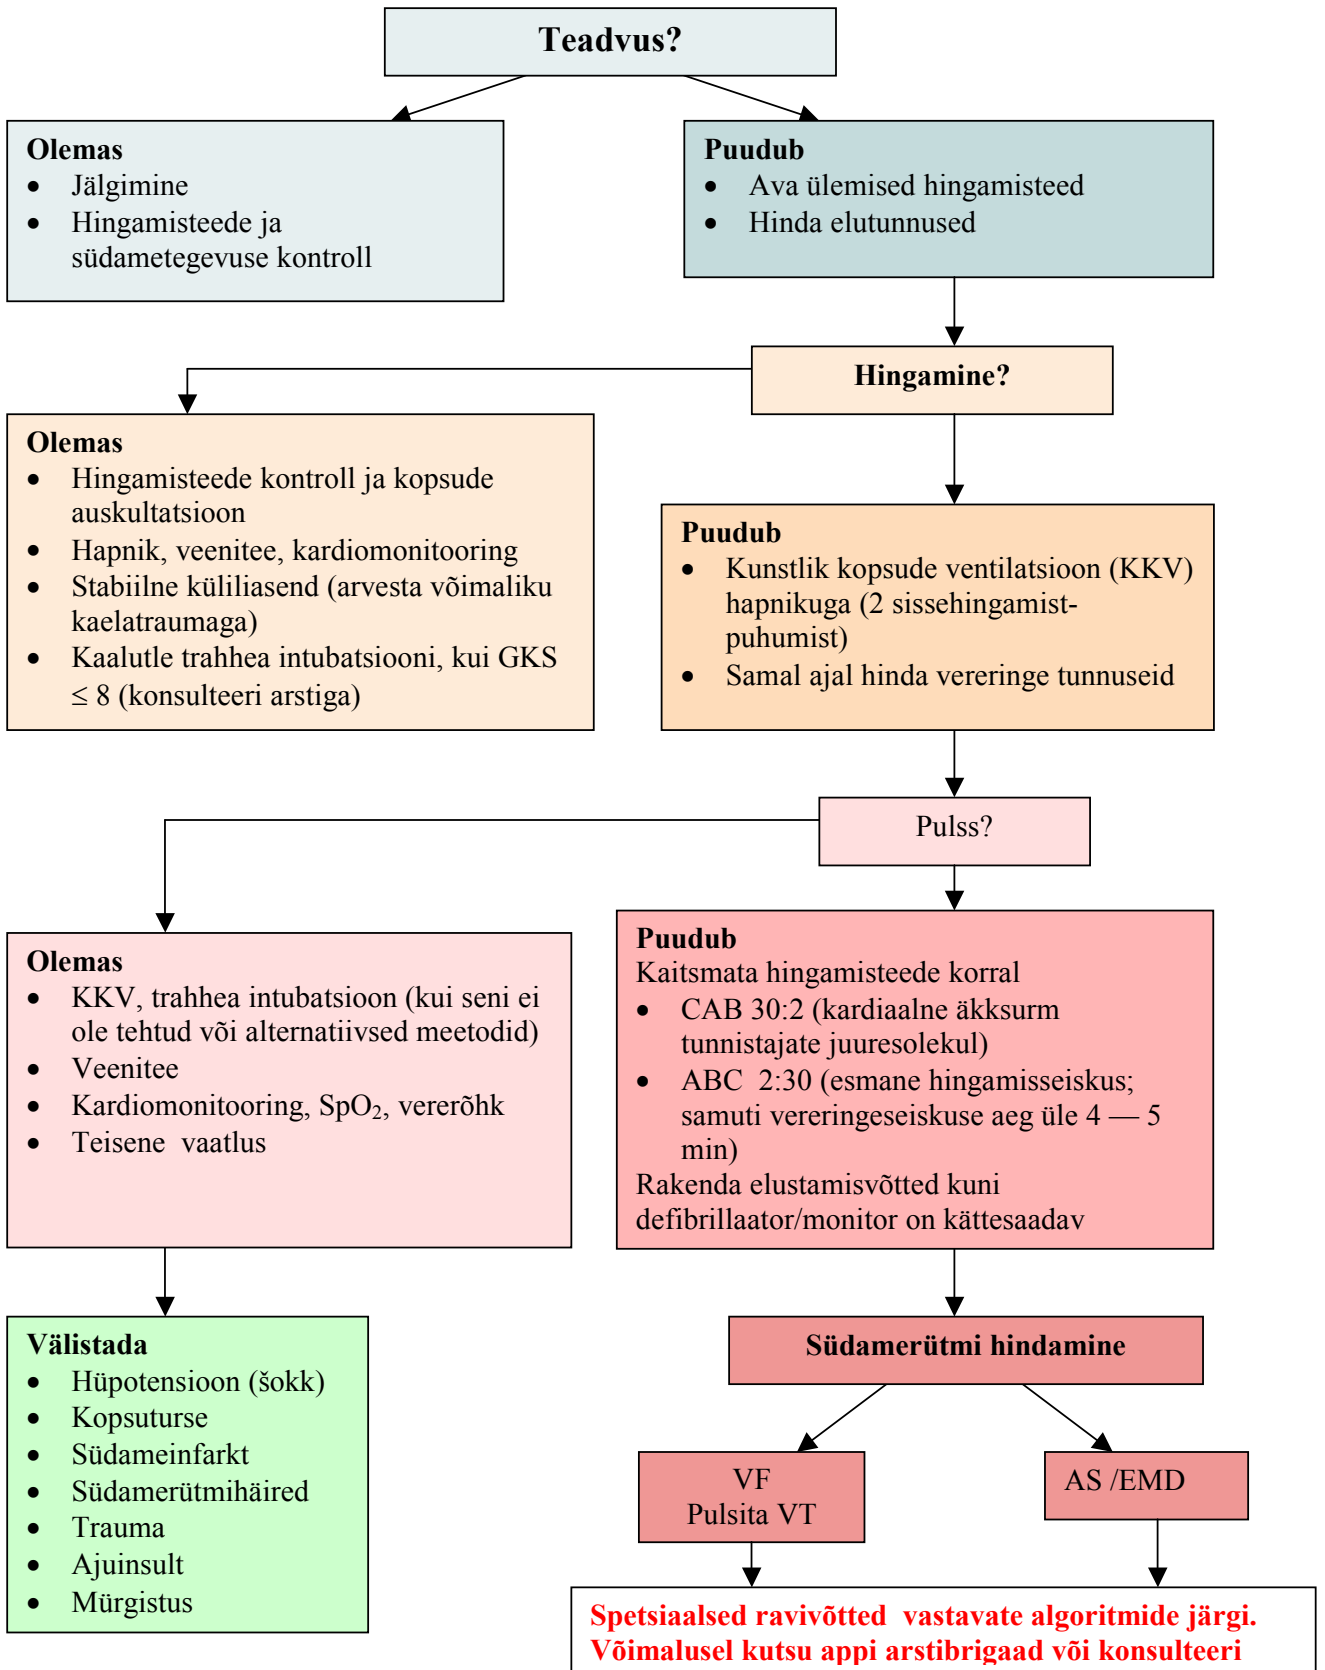 Teadvus?
Olemas
• Jälgimine
• Hingamisteede ja
südametegevuse kontroll
Puudub
• Ava ülemised hingamisteed
• Hinda elutunnused
Hingamine?
Olemas
• Hingamisteede kontroll ja kopsude
auskultatsioon
• Hapnik, veenitee, kardiomonitooring
• Stabiilne küliliasend (arvesta võimaliku
kaelatraumaga)
• Kaalutle trahhea intubatsiooni, kui GKS
≤ 8 (konsulteeri arstiga)
Puudub
• Kunstlik kopsude ventilatsioon (KKV)
hapnikuga (2 sissehingamist-
puhumist)
• Samal ajal hinda vereringe tunnuseid
Pulss?
Olemas
• KKV, trahhea intubatsioon (kui seni ei
ole tehtud või alternatiivsed meetodid)
• Veenitee
• Kardiomonitooring, SpO₂, vererõhk
• Teisene vaatlus
Puudub
Kaitsmata hingamisteede korral
• CAB 30:2 (kardiaalne äkksurm
tunnistajate juuresolekul)
• ABC 2:30 (esmane hingamisseiskus;
samuti vereringeseiskuse aeg üle 4 — 5
min)
Rakenda elustamisvõtted kuni
defibrillaator/monitor on kättesaadav
Välistada
• Hüpotensioon (šokk)
• Kopsuturse
• Südameinfarkt
• Südamerütmihäired
• Trauma
• Ajuinsult
• Mürgistus
Südamerütmi hindamine
VF
Pulsita VT
AS /EMD
Spetsiaalsed ravivõtted vastavate algoritmide järgi.
Võimalusel kutsu appi arstibrigaad või konsulteeri